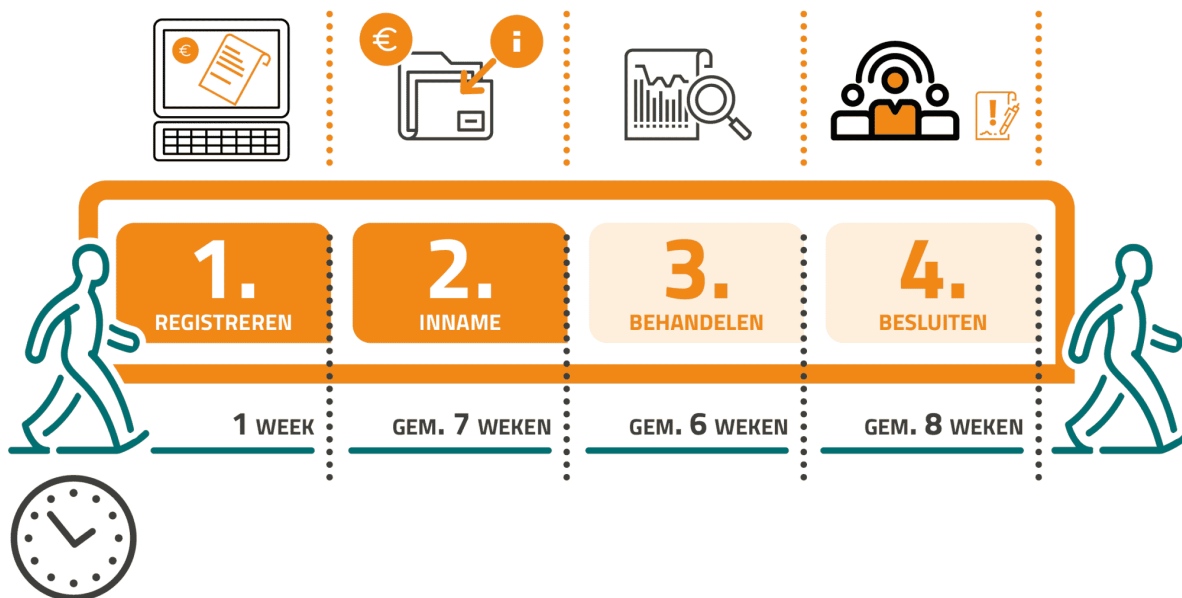 €
€ i
!
1.
REGISTREREN
2.
INNAME
3.
BEHANDELEN
4.
BESLUITEN
1 WEEK
GEM. 7 WEKEN
GEM. 6 WEKEN
GEM. 8 WEKEN